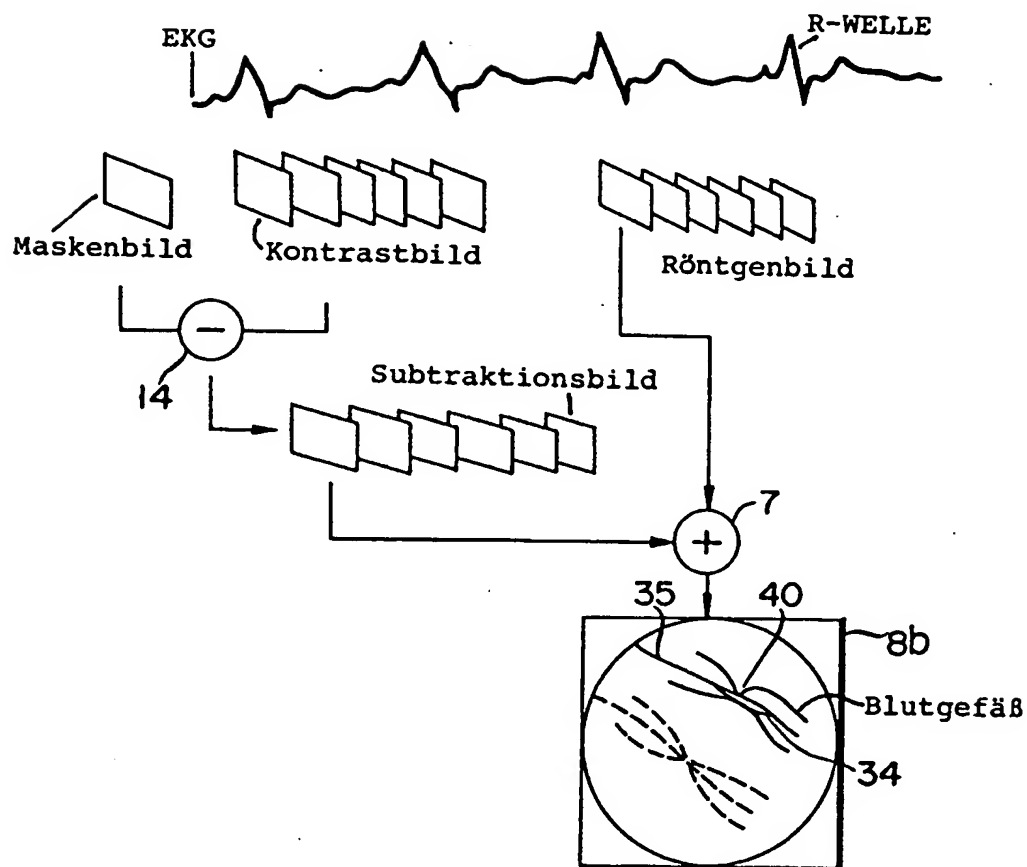 EKG
R-WELLE
Maskenbild
Kontrastbild
Röntgenbild
−
14
Subtraktionsbild
7
+
35
40
8b
Blutgefäß
34